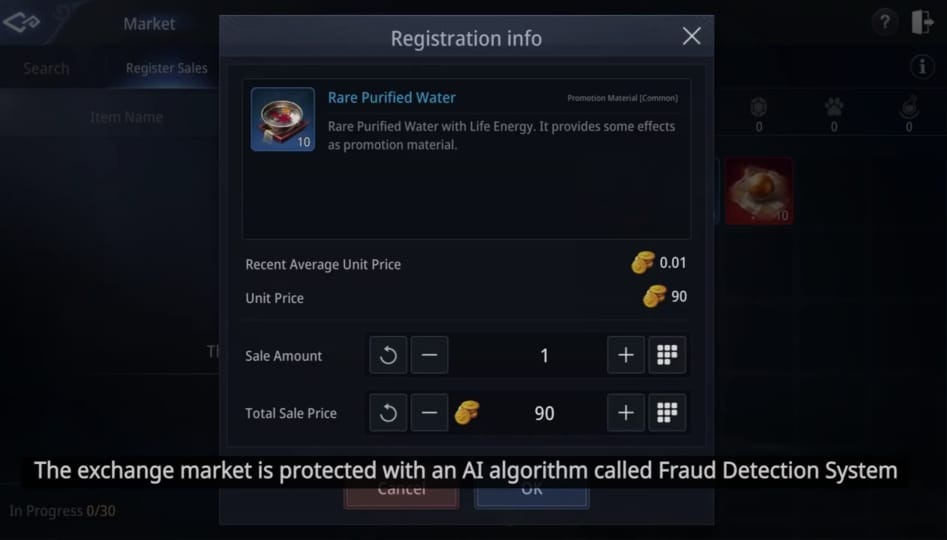 Market
Registration info
?
Search
Register Sales
i
Item Name
Rare Purified Water
Promotion Material [Common]
Rare Purified Water with Life Energy. It provides some effects
as promotion material.
10
0
0
0
10
Recent Average Unit Price
0.01
Unit Price
90
Th
Sale Amount
1
Total Sale Price
90
The exchange market is protected with an AI algorithm called Fraud Detection System
Cancel
OK
In Progress 0/30